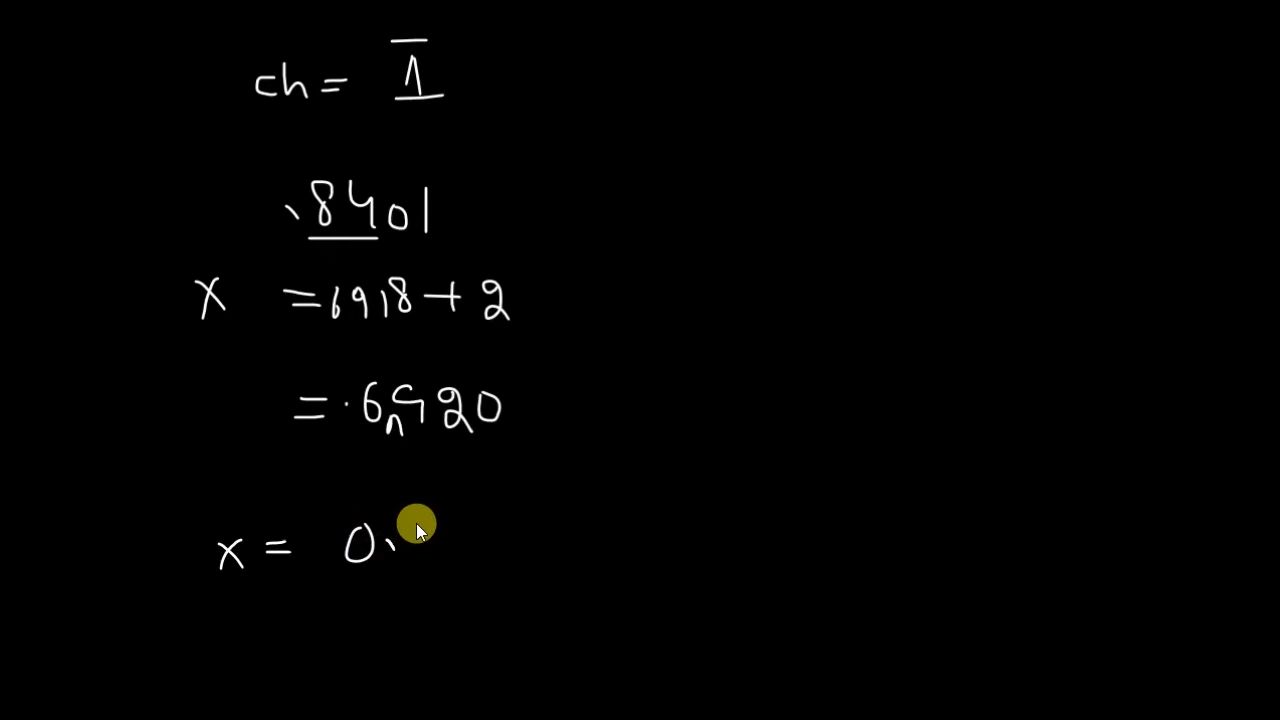 ch = 1̅
.8401
x = 6918 + 2
= .6920
x = 0.